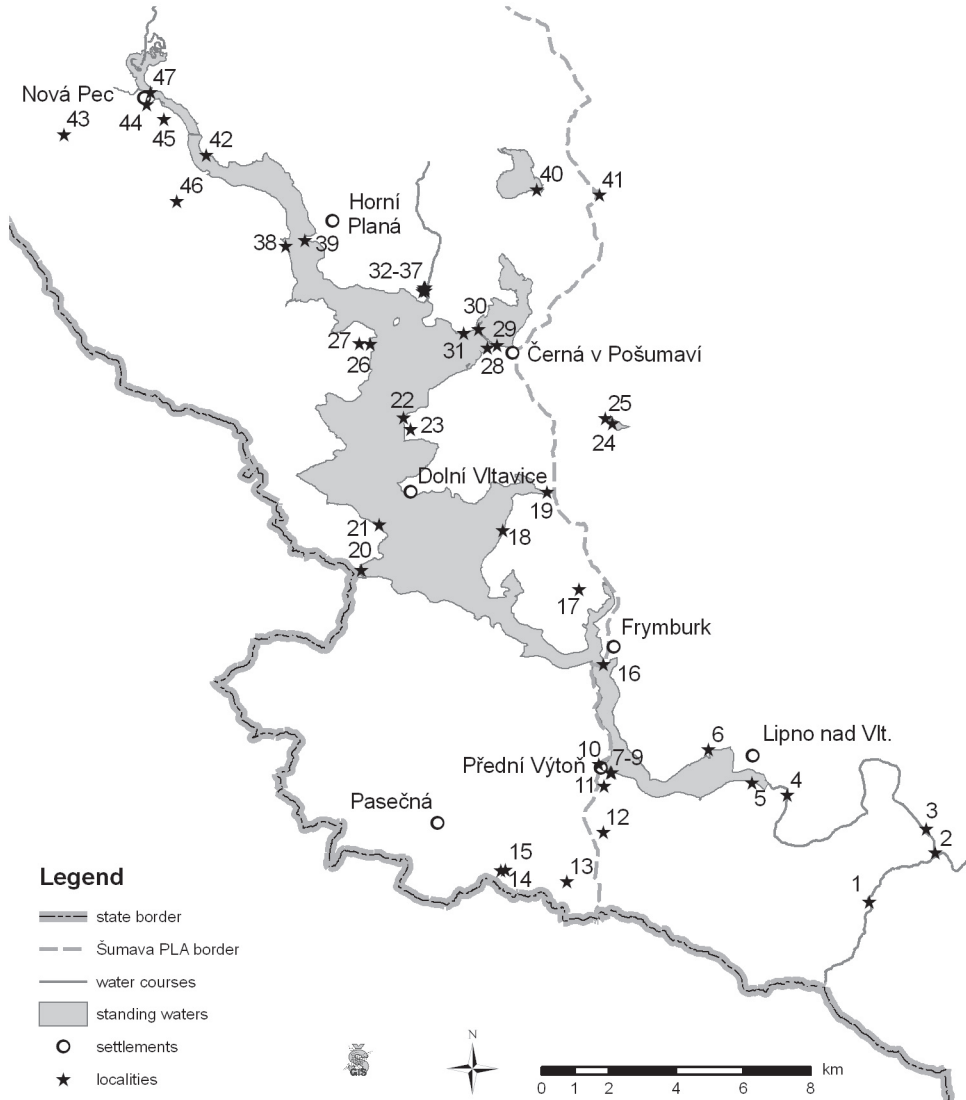 47
Nová Pec
43
44
45
42
46
40
41
Horní
Planá
38
39
32-37
30
29
27
31
28
Černá v Pošumaví
26
22
25
23
24
Dolní Vltavice
19
21
18
20
17
Frymburk
16
6
Lipno nad Vlt.
10
7-9
Přední Výtoň
11
5
4
Pasečná
12
3
2
15
13
14
1
Legend
state border
Šumava PLA border
water courses
standing waters
settlements
localities
N
Š
GIS
km
0 1 2 4 6 8